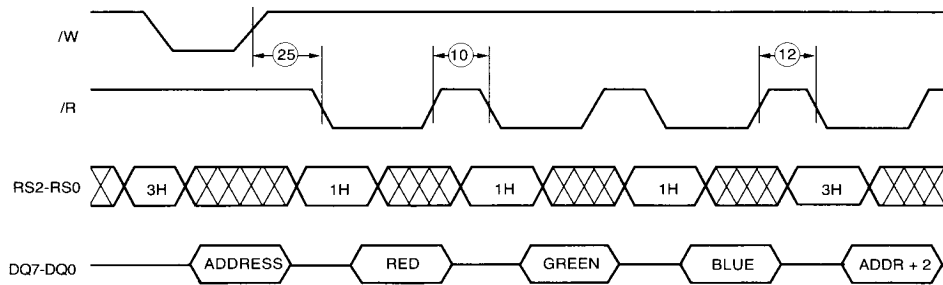 /W
25 10 12
/R
RS2-RS0 3H 1H 1H 1H 3H
DQ7-DQ0 ADDRESS RED GREEN BLUE ADDR + 2